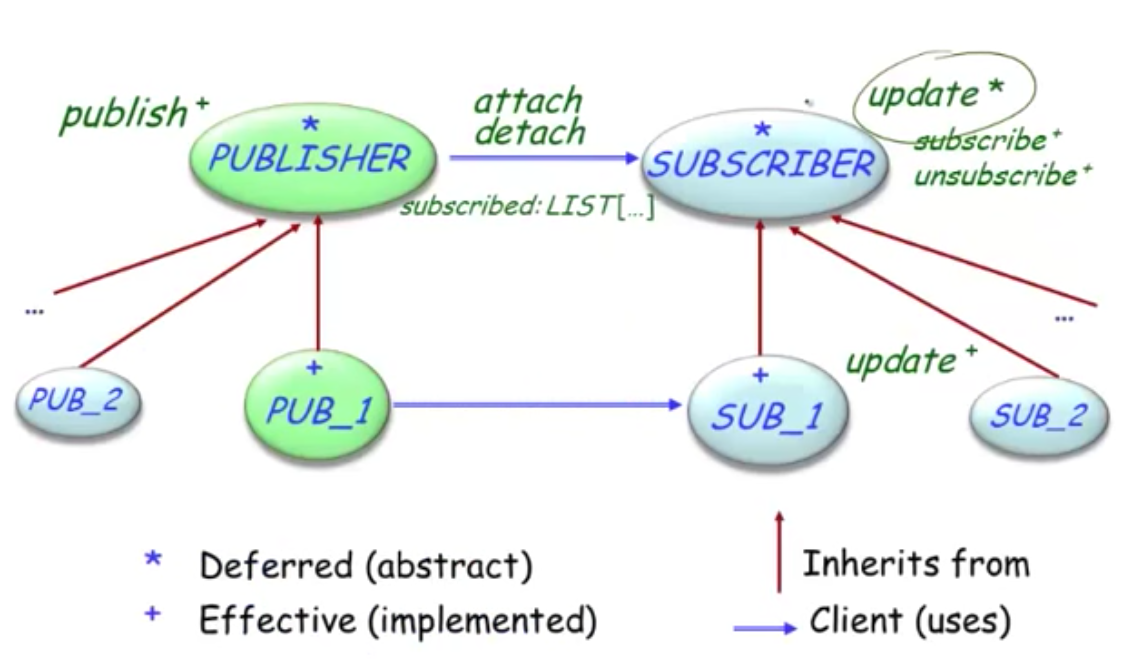 publish +
attach
detach
update *
*
PUBLISHER
*
SUBSCRIBER
subscribe +
unsubscribe +
subscribed: LIST[...]
...
...
PUB_2
+
PUB_1
+
SUB_1
update +
SUB_2
* Deferred (abstract)
Inherits from
+ Effective (implemented)
Client (uses)